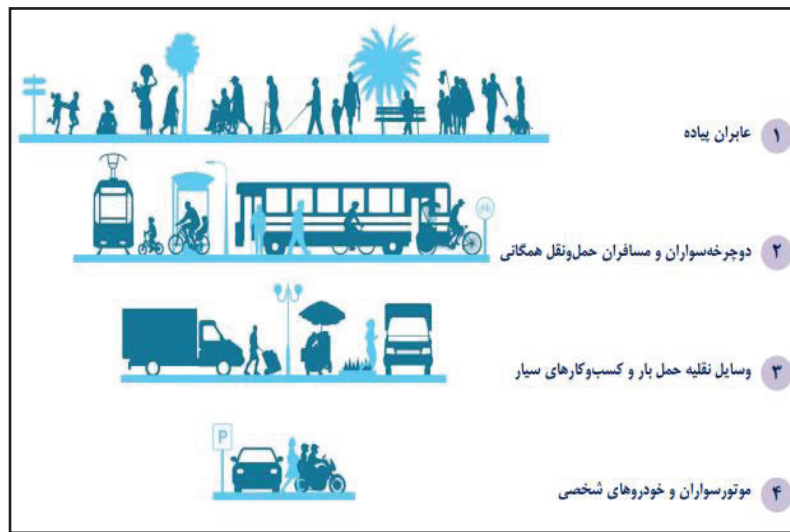 ۱ عابران پیاده
۲ دوچرخه‌سواران و مسافران حمل‌ونقل همگانی
۳ وسایل نقلیه حمل بار و کسب‌وکارهای سیار
P
۴ موتورسواران و خودروهای شخصی